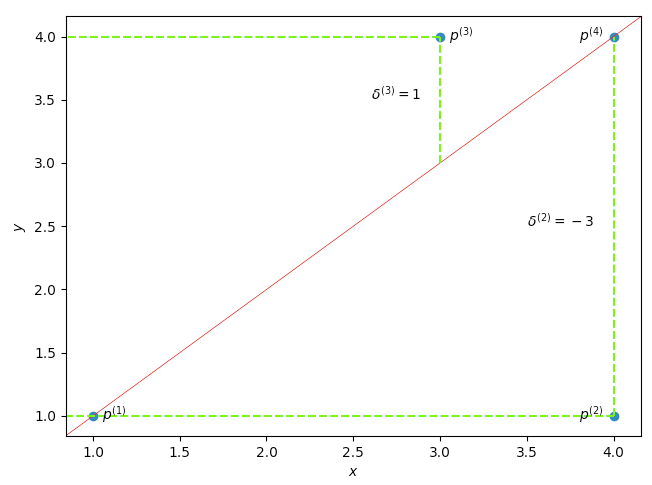 4.0
3.5
3.0
2.5
2.0
1.5
1.0
y
p^{(3)}
p^{(4)}
δ^{(3)} = 1
δ^{(2)} = −3
p^{(1)}
p^{(2)}
1.0 1.5 2.0 2.5 3.0 3.5 4.0
x